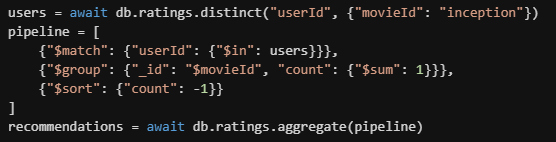 users = await db.ratings.distinct("userId", {"movieId": "inception"})
pipeline = [
    {"$match": {"userId": {"$in": users}}},
    {"$group": {"_id": "$movieId", "count": {"$sum": 1}}},
    {"$sort": {"count": -1}}
]
recommendations = await db.ratings.aggregate(pipeline)